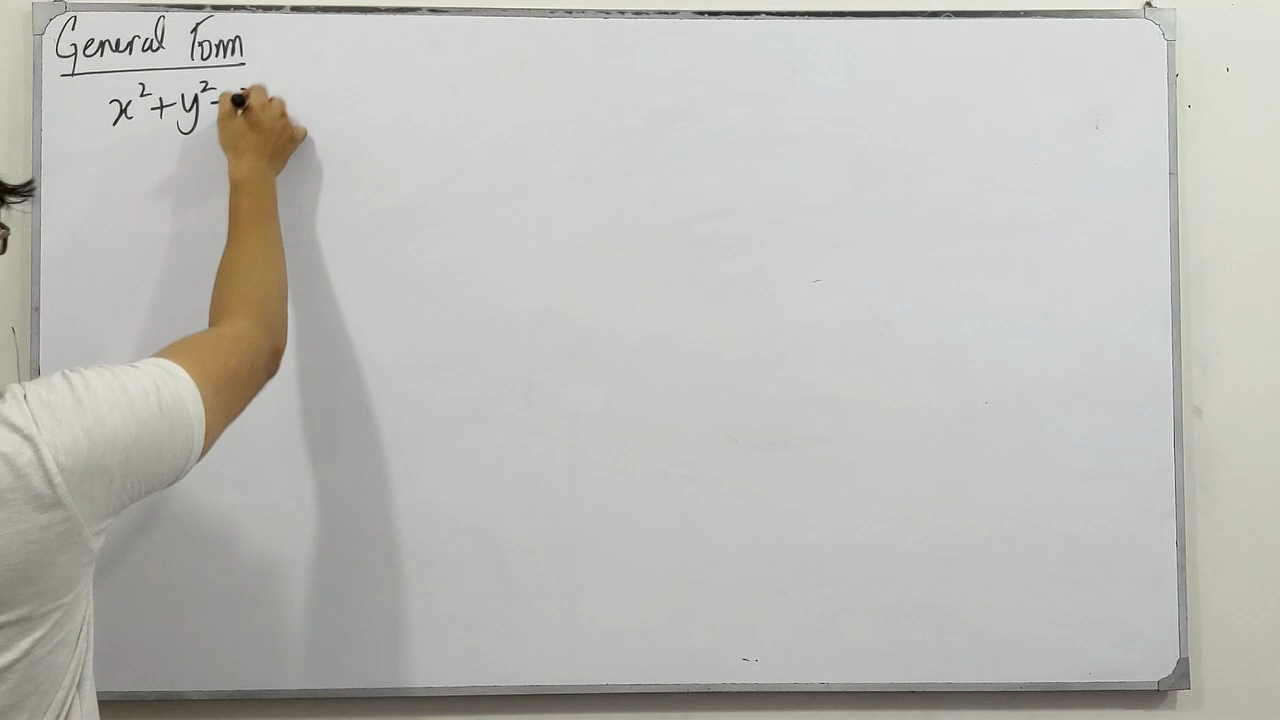 General Form
x² + y² -